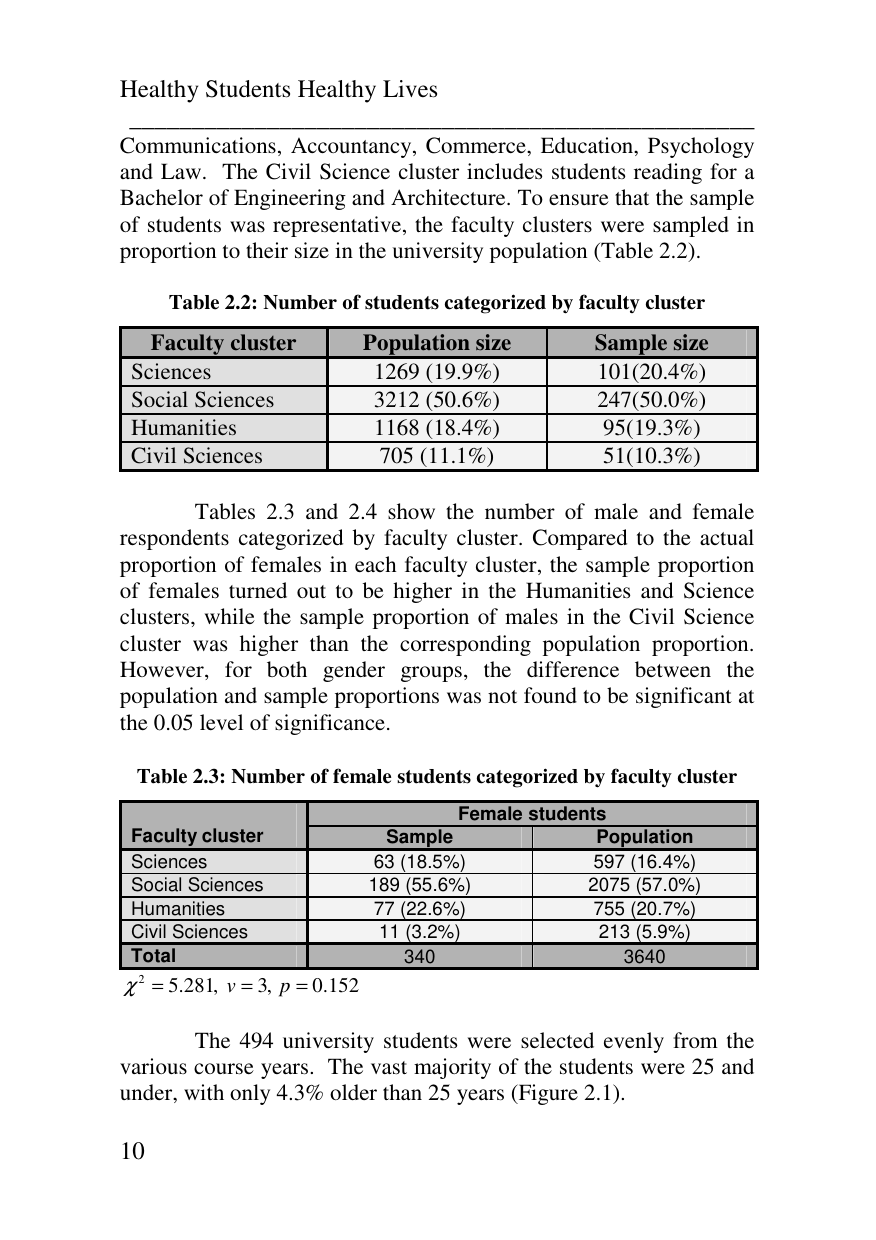 Healthy Students Healthy Lives
Communications, Accountancy, Commerce, Education, Psychology
and Law. The Civil Science cluster includes students reading for a
Bachelor of Engineering and Architecture. To ensure that the sample
of students was representative, the faculty clusters were sampled in
proportion to their size in the university population (Table 2.2).
Table 2.2: Number of students categorized by faculty cluster
Faculty cluster Population size Sample size
Sciences 1269 (19.9%) 101(20.4%)
Social Sciences 3212 (50.6%) 247(50.0%)
Humanities 1168 (18.4%) 95(19.3%)
Civil Sciences 705 (11.1%) 51(10.3%)
Tables 2.3 and 2.4 show the number of male and female
respondents categorized by faculty cluster. Compared to the actual
proportion of females in each faculty cluster, the sample proportion
of females turned out to be higher in the Humanities and Science
clusters, while the sample proportion of males in the Civil Science
cluster was higher than the corresponding population proportion.
However, for both gender groups, the difference between the
population and sample proportions was not found to be significant at
the 0.05 level of significance.
Table 2.3: Number of female students categorized by faculty cluster
Female students
Faculty cluster Sample Population
Sciences 63 (18.5%) 597 (16.4%)
Social Sciences 189 (55.6%) 2075 (57.0%)
Humanities 77 (22.6%) 755 (20.7%)
Civil Sciences 11 (3.2%) 213 (5.9%)
Total 340 3640
χ² = 5.281, v = 3, p = 0.152
The 494 university students were selected evenly from the
various course years. The vast majority of the students were 25 and
under, with only 4.3% older than 25 years (Figure 2.1).
10